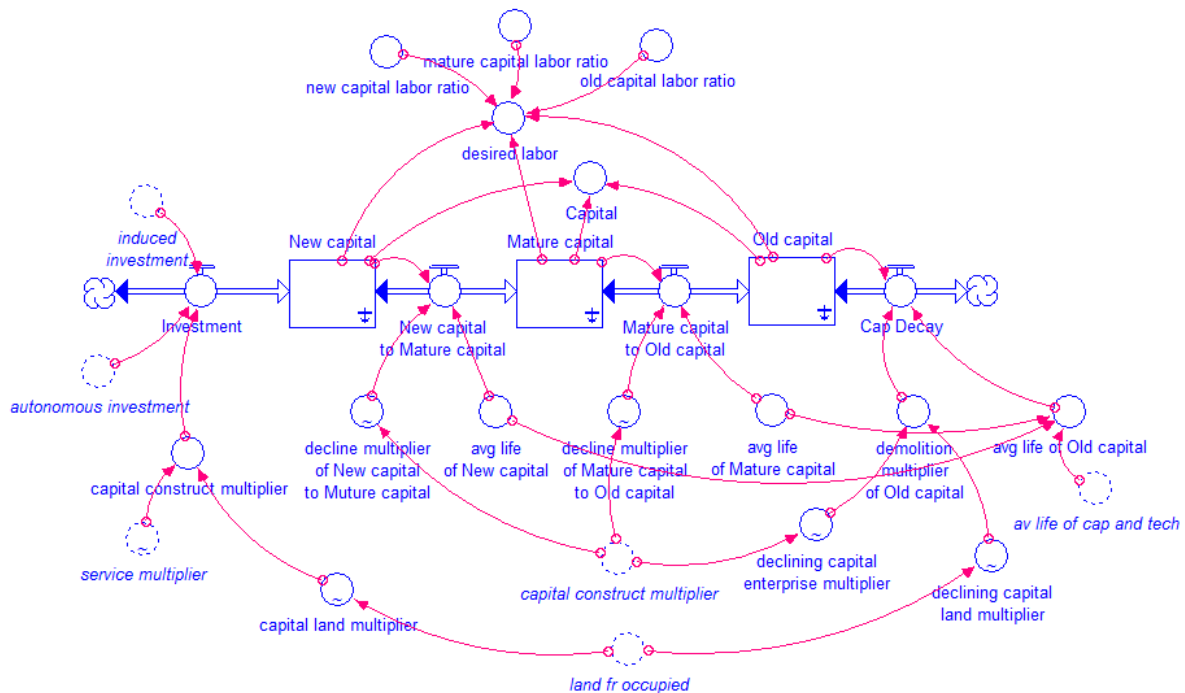 mature capital labor ratio
new capital labor ratio
old capital labor ratio
desired labor
Capital
induced
investment
New capital
Mature capital
Old capital
Investment
New capital
to Mature capital
Mature capital
to Old capital
Cap Decay
autonomous investment
decline multiplier
of New capital
to Muture capital
avg life
of New capital
decline multiplier
of Mature capital
to Old capital
avg life
of Mature capital
demolition
multiplier
of Old capital
avg life of Old capital
capital construct multiplier
service multiplier
av life of cap and tech
capital construct multiplier
declining capital
enterprise multiplier
declining capital
land multiplier
capital land multiplier
land fr occupied